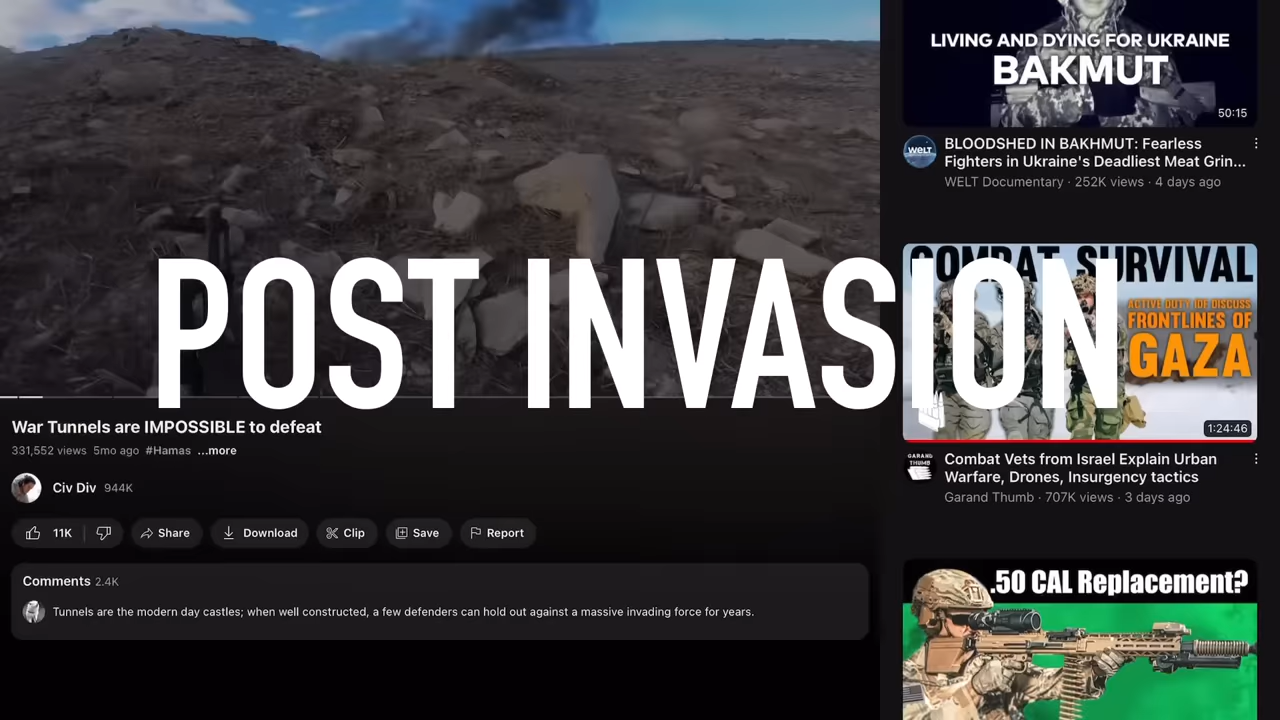 POST INVASION
War Tunnels are IMPOSSIBLE to defeat
331,552 views 5mo ago #Hamas ...more
Civ Div 944K
11K
Share
Download
Clip
Save
Report
Comments 2.4K
Tunnels are the modern day castles; when well constructed, a few defenders can hold out against a massive invading force for years.
LIVING AND DYING FOR UKRAINE
BAKMUT
50:15
WELT
BLOODSHED IN BAKHMUT: Fearless
Fighters in Ukraine's Deadliest Meat Grin...
WELT Documentary · 252K views · 4 days ago
COMBAT SURVIVAL
ACTIVE DUTY IDF DISCUSS
FRONTLINES OF
GAZA
1:24:46
GARAND
THUMB
Combat Vets from Israel Explain Urban
Warfare, Drones, Insurgency tactics
Garand Thumb · 707K views · 3 days ago
.50 CAL Replacement?